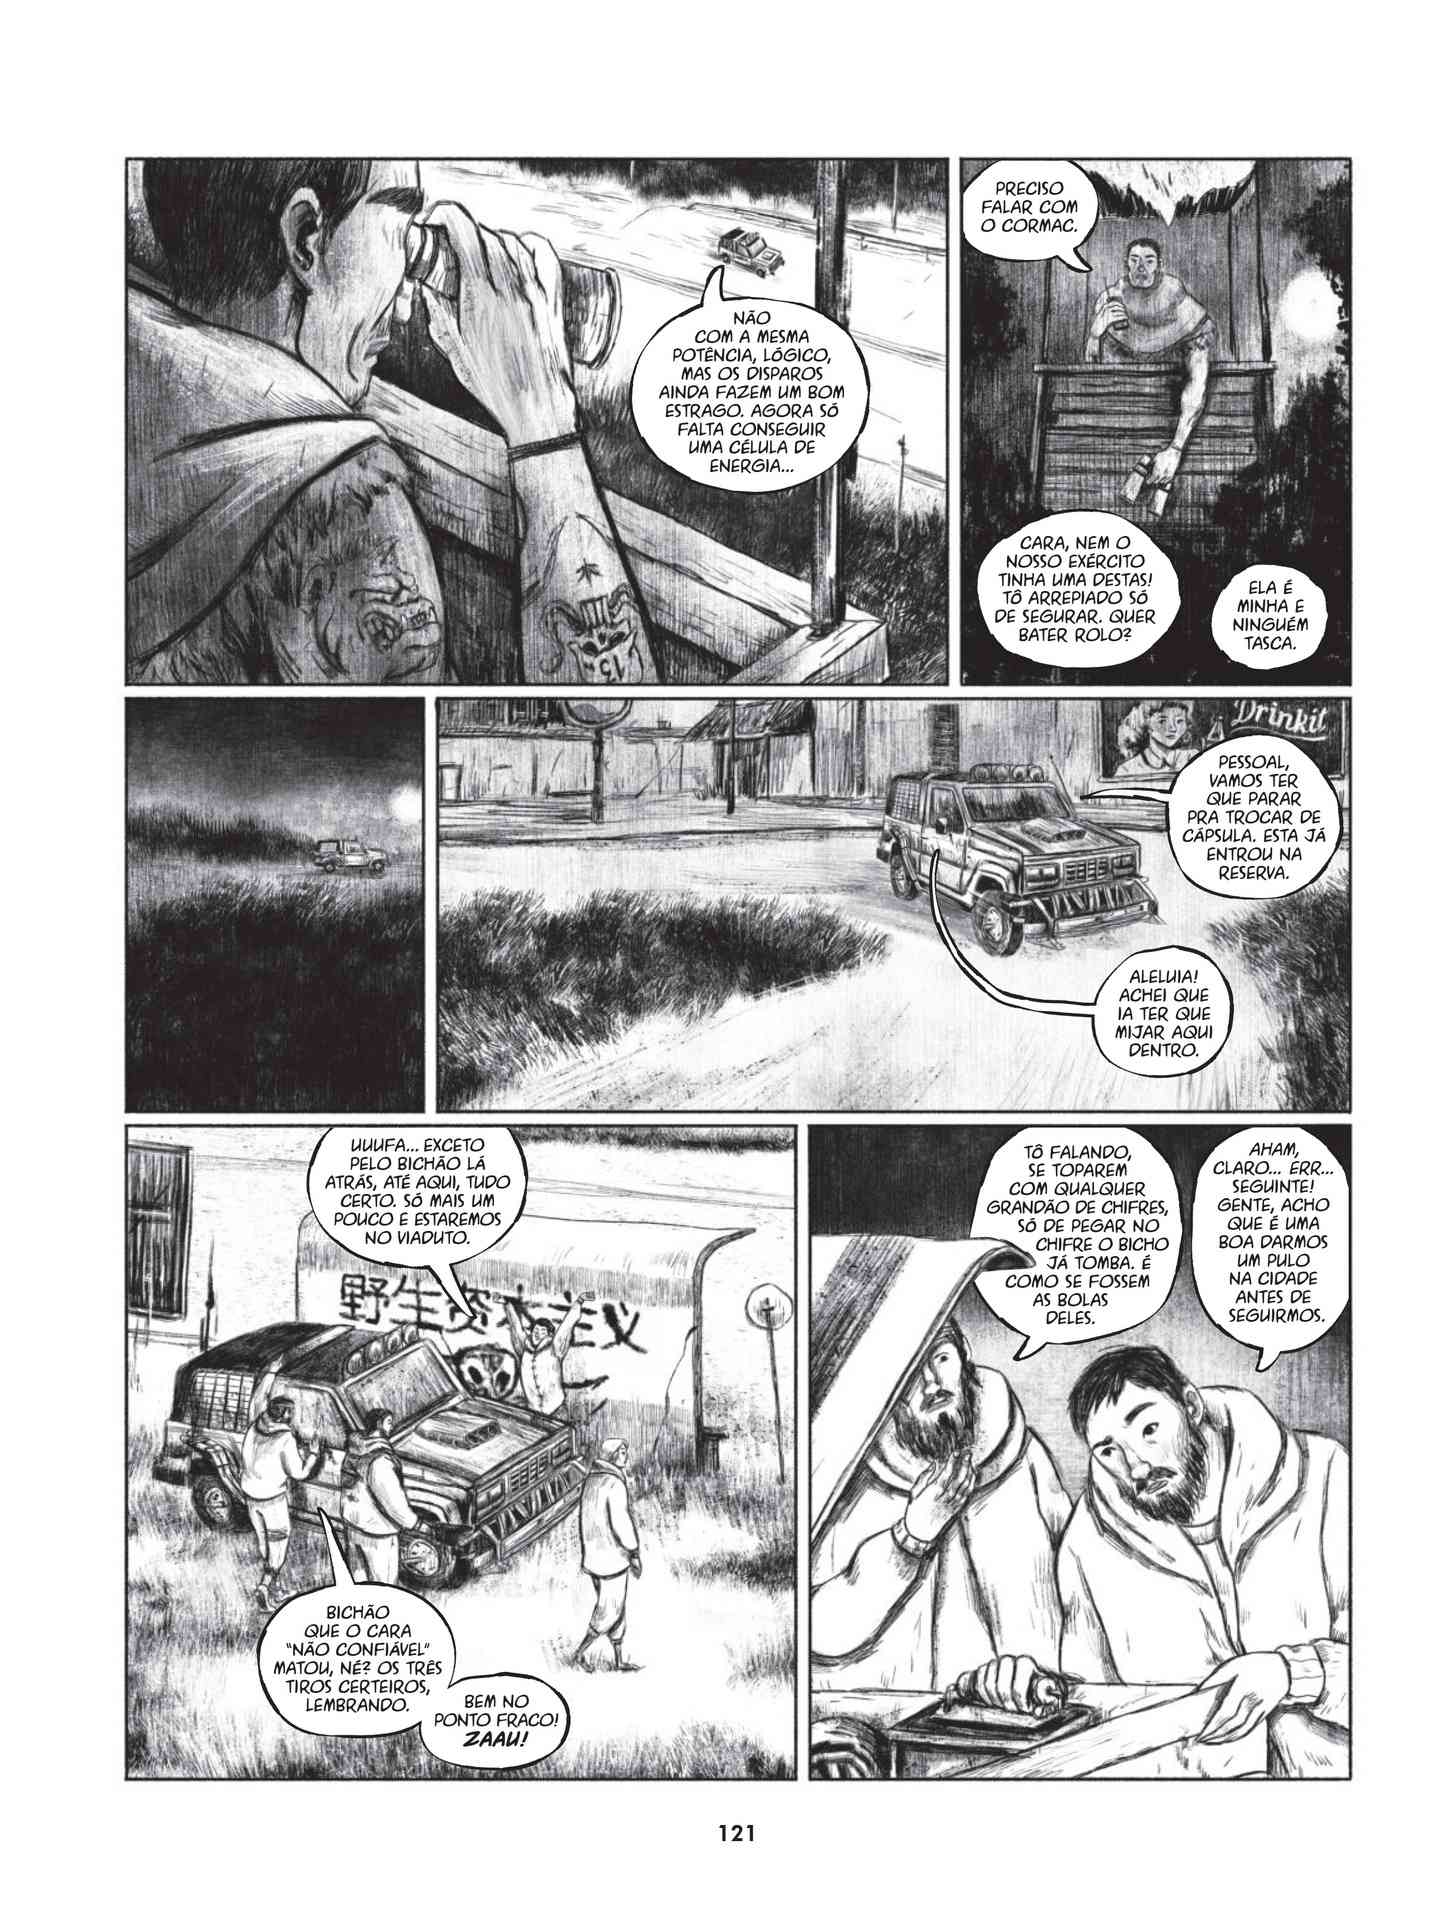 NÃO
COM A MESMA
POTÊNCIA, LÓGICO,
MAS OS DISPAROS
AINDA FAZEM UM BOM
ESTRAGO. AGORA SÓ
FALTA CONSEGUIR
UMA CÉLULA DE
ENERGIA...
13
PRECISO
FALAR COM
O CORMAC.
CARA, NEM O
NOSSO EXÉRCITO
TINHA UMA DESTAS!
TÔ ARREPIADO SÓ
DE SEGURAR. QUER
BATER ROLO?
ELA É
MINHA E
NINGUÉM
TASCA.
Drinkit
PESSOAL,
VAMOS TER
QUE PARAR
PRA TROCAR DE
CÁPSULA. ESTA JÁ
ENTROU NA
RESERVA.
ALELUIA!
ACHEI QUE
IA TER QUE
MIJAR AQUI
DENTRO.
UUUFA... EXCETO
PELO BICHÃO LÁ
ATRÁS, ATÉ AQUI, TUDO
CERTO. SÓ MAIS UM
POUCO E ESTAREMOS
NO VIADUTO.
野生資 主义
BICHÃO
QUE O CARA
"NÃO CONFIÁVEL"
MATOU, NÉ? OS TRÊS
TIROS CERTEIROS,
LEMBRANDO.
BEM NO
PONTO FRACO!
ZAAU!
TÔ FALANDO,
SE TOPAREM
COM QUALQUER
GRANDÃO DE CHIFRES,
SÓ DE PEGAR NO
CHIFRE O BICHO
JÁ TOMBA. É
COMO SE FOSSEM
AS BOLAS
DELES.
AHAM,
CLARO... ERR...
SEGUINTE!
GENTE, ACHO
QUE É UMA
BOA DARMOS
UM PULO
NA CIDADE
ANTES DE
SEGUIRMOS.
121